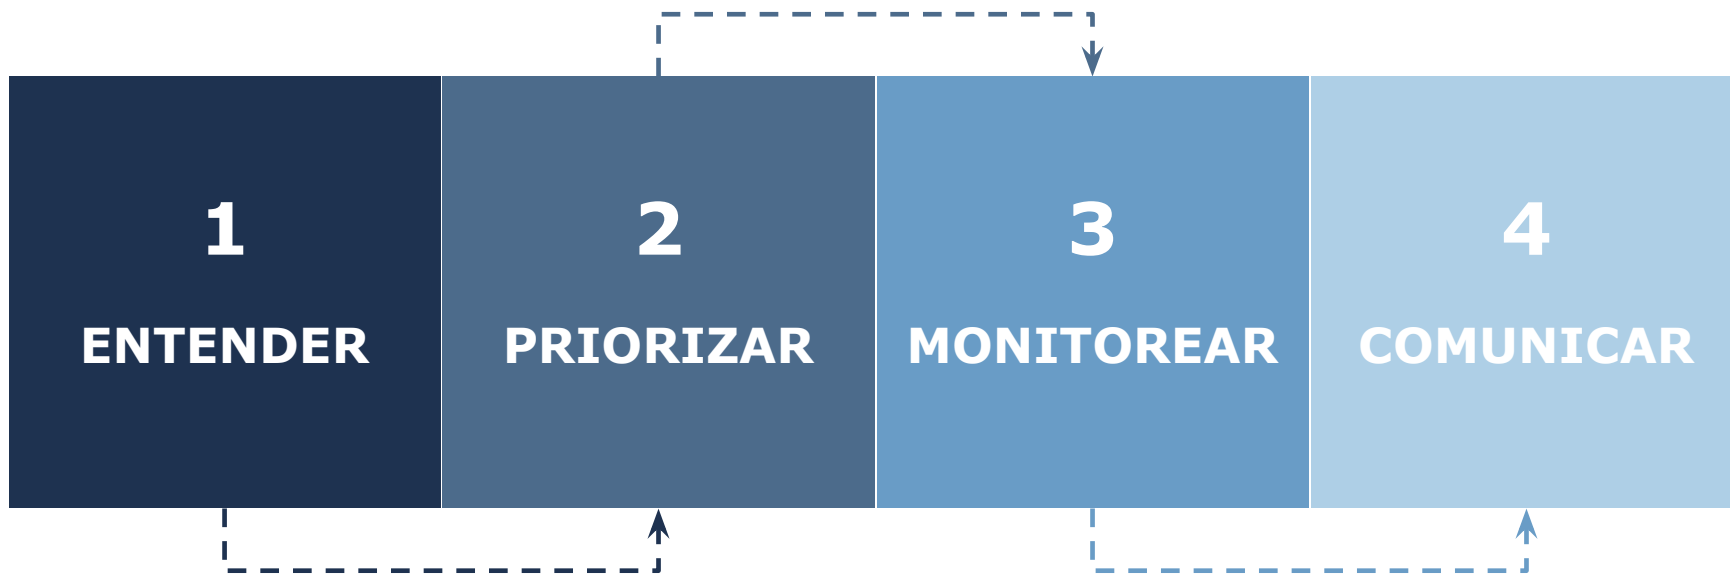 1
ENTENDER
2
PRIORIZAR
3
MONITOREAR
4
COMUNICAR